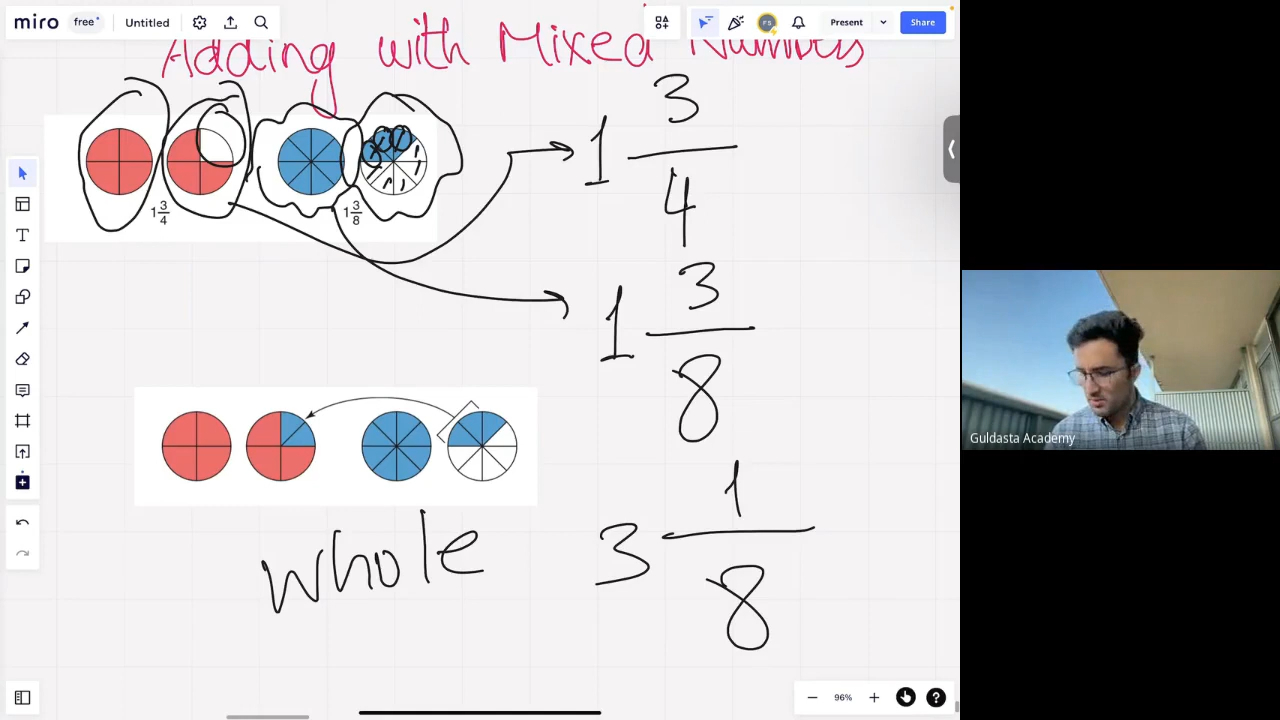 miro free Untitled Present Share
FS
Adding with Mixed Numbers
1 3/4
1 3/8
1 3/4
1 3/8
whole
3 1/8
Guldasta Academy
96%